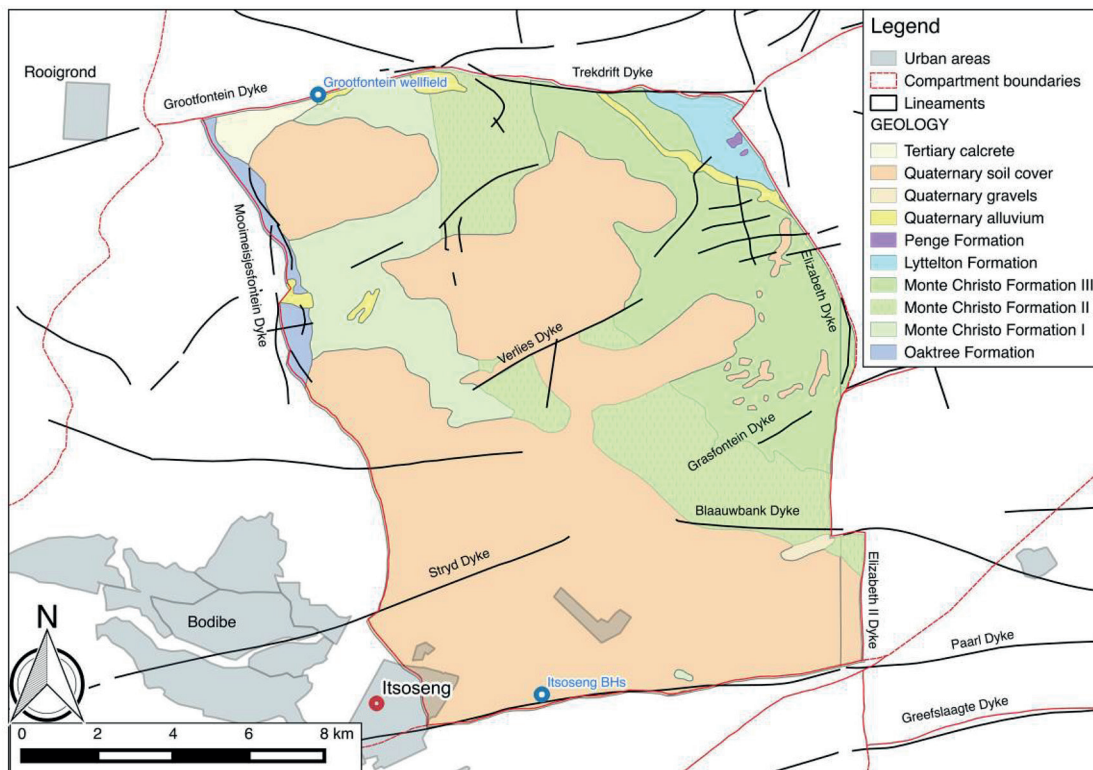 Rooigrond
Grootfontein Dyke
Grootfontein wellfield
Trekdrift Dyke
Mooimeisjesfontein Dyke
Elizabeth Dyke
Verlies Dyke
Grasfontein Dyke
Blaauwbank Dyke
Stryd Dyke
Elizabeth II Dyke
Bodibe
Paarl Dyke
Itsoseng
Itsoseng BHs
Greefslaagte Dyke
N
0 2 4 6 8 km
Legend
Urban areas
Compartment boundaries
Lineaments
GEOLOGY
Tertiary calcrete
Quaternary soil cover
Quaternary gravels
Quaternary alluvium
Penge Formation
Lyttelton Formation
Monte Christo Formation III
Monte Christo Formation II
Monte Christo Formation I
Oaktree Formation